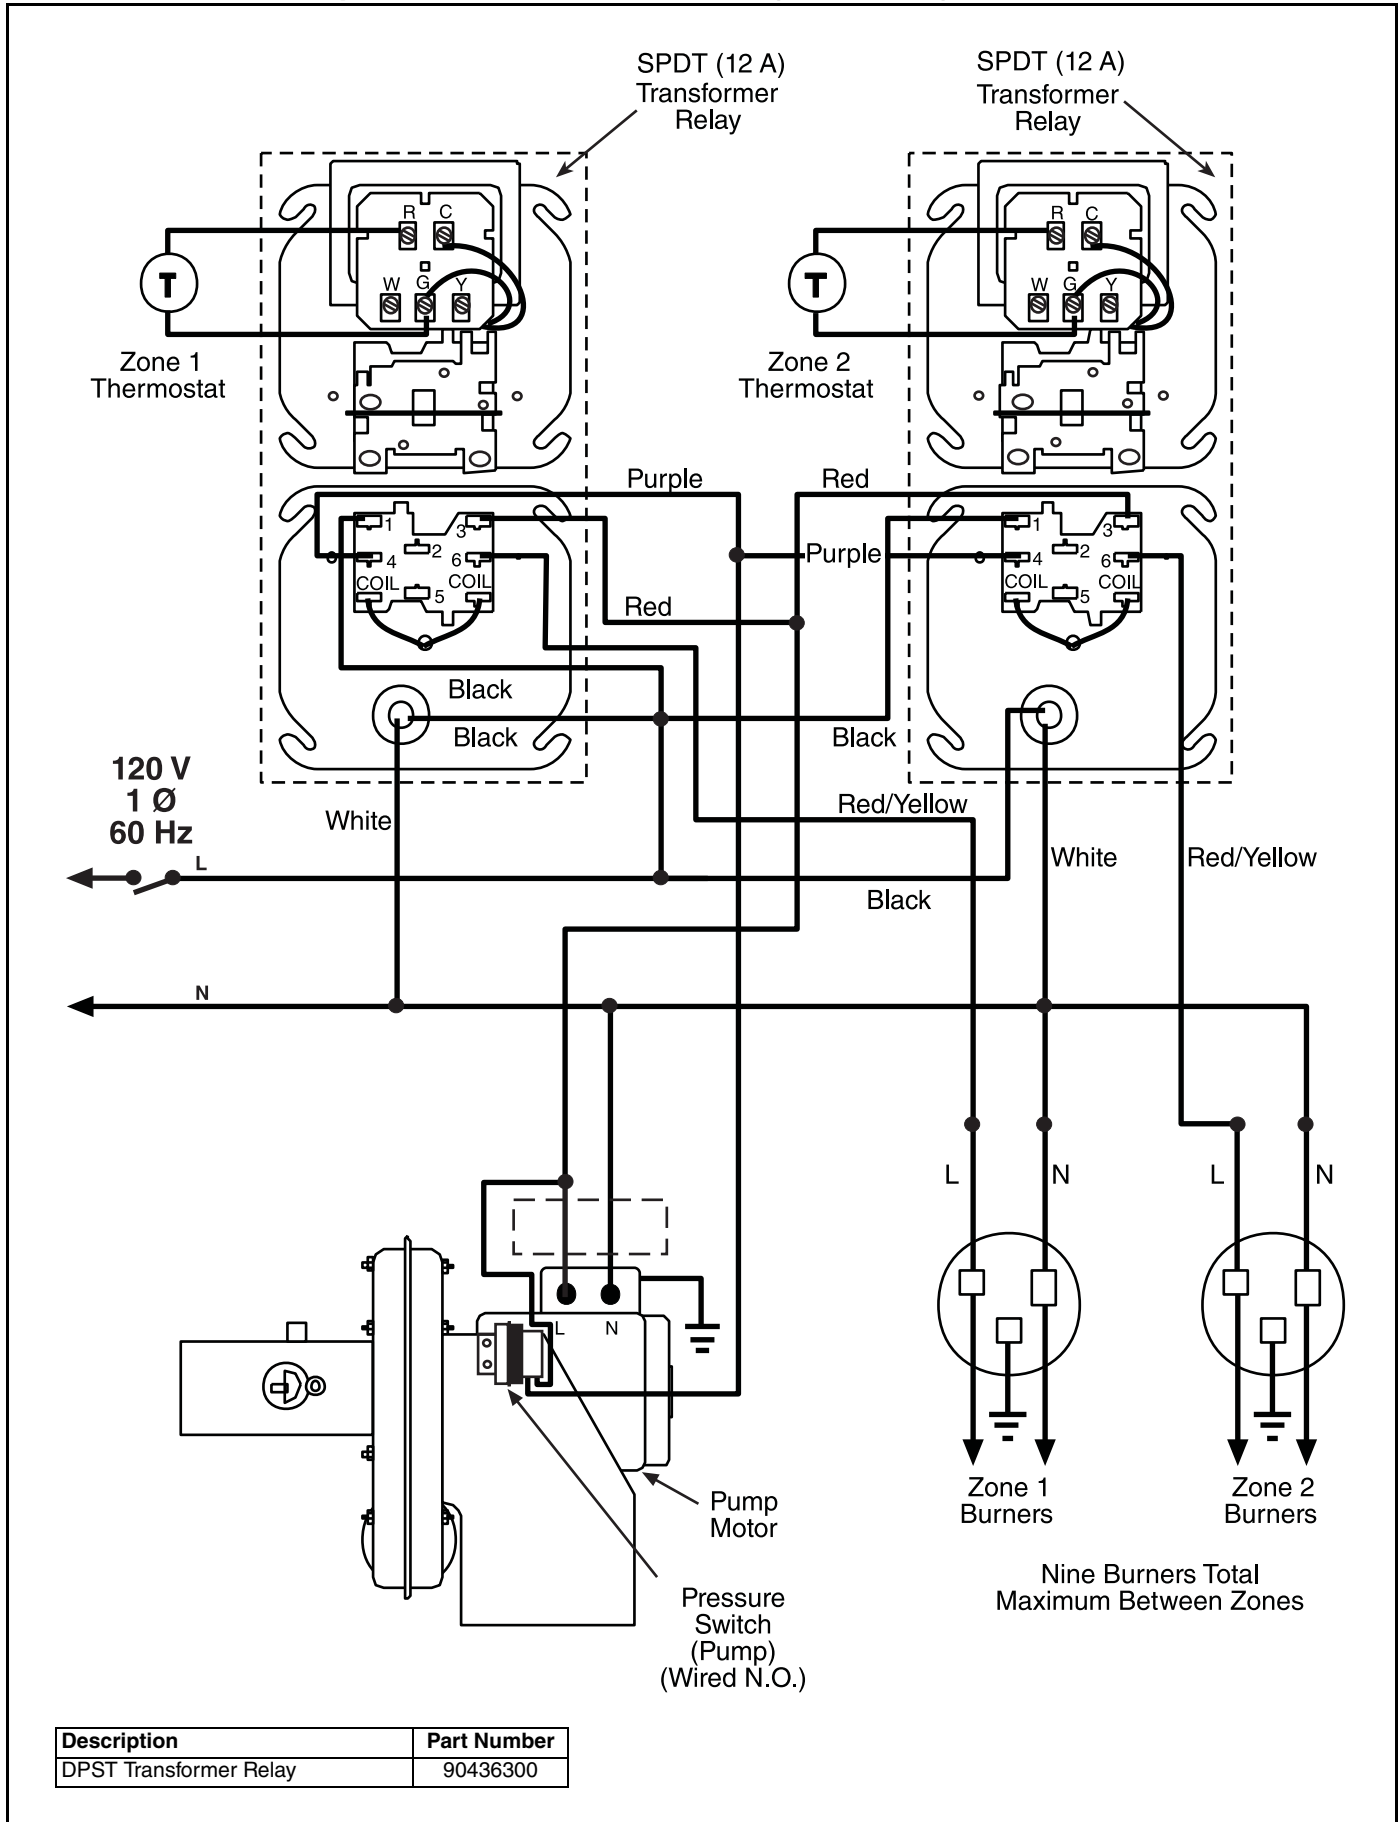 SPDT (12 A)
Transformer
Relay
SPDT (12 A)
Transformer
Relay
R
C
W
G
Y
T
Zone 1
Thermostat
R
C
W
G
Y
T
Zone 2
Thermostat
Purple
Red
1
3
2
4
6
COIL
COIL
5
Purple
1
3
2
4
6
COIL
COIL
5
Red
Black
Black
Black
120 V
1 Ø
60 Hz
White
Red/Yellow
L
White
Red/Yellow
Black
N
L
N
L
N
L
N
Zone 1
Burners
Zone 2
Burners
Pump
Motor
Nine Burners Total
Maximum Between Zones
Pressure
Switch
(Pump)
(Wired N.O.)
Description
Part Number
DPST Transformer Relay
90436300